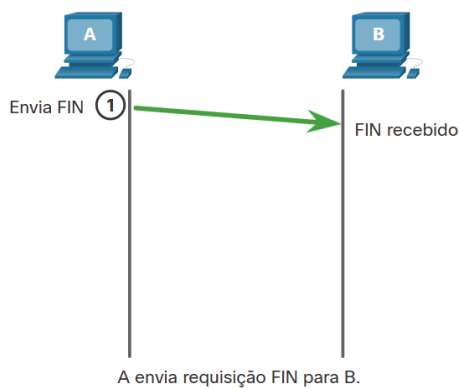 A
B
Envia FIN
1
FIN recebido
A envia requisição FIN para B.